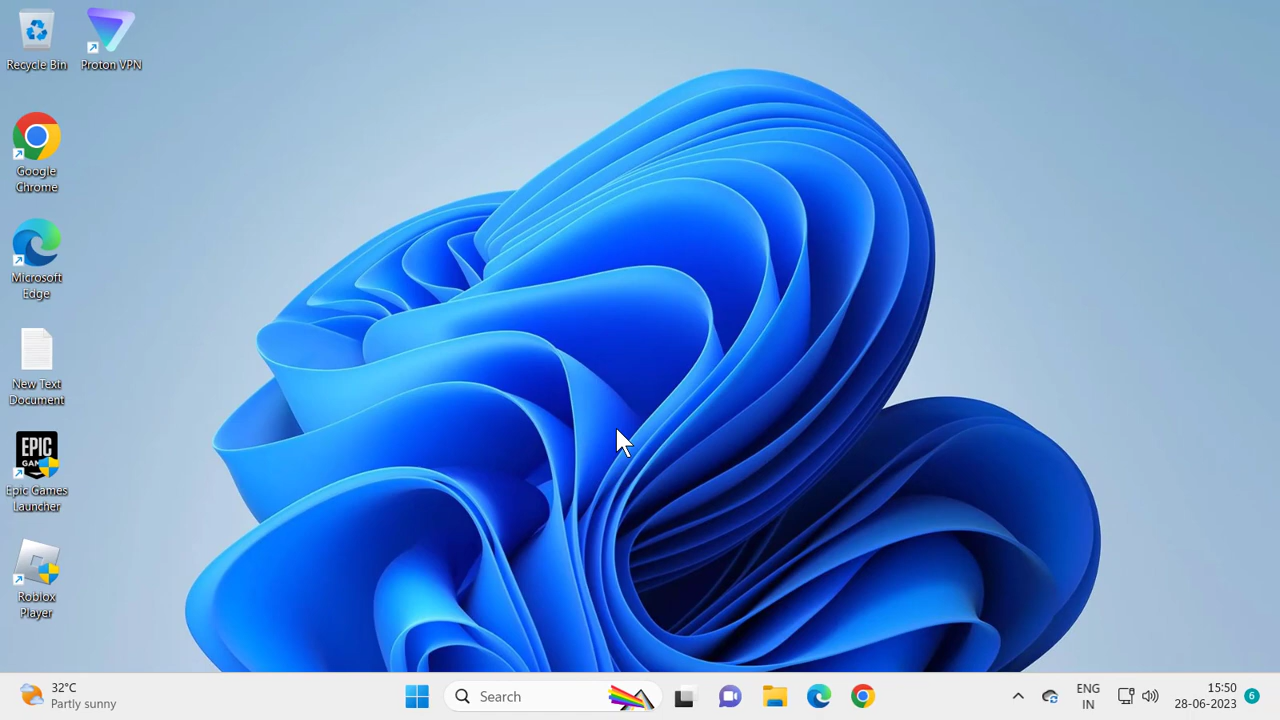 Recycle Bin
Proton VPN
Google
Chrome
Microsoft
Edge
New Text
Document
EPIC
GAM
Epic Games
Launcher
Roblox
Player
32°C
Partly sunny
Search
ENG
IN
15:50
28-06-2023
6